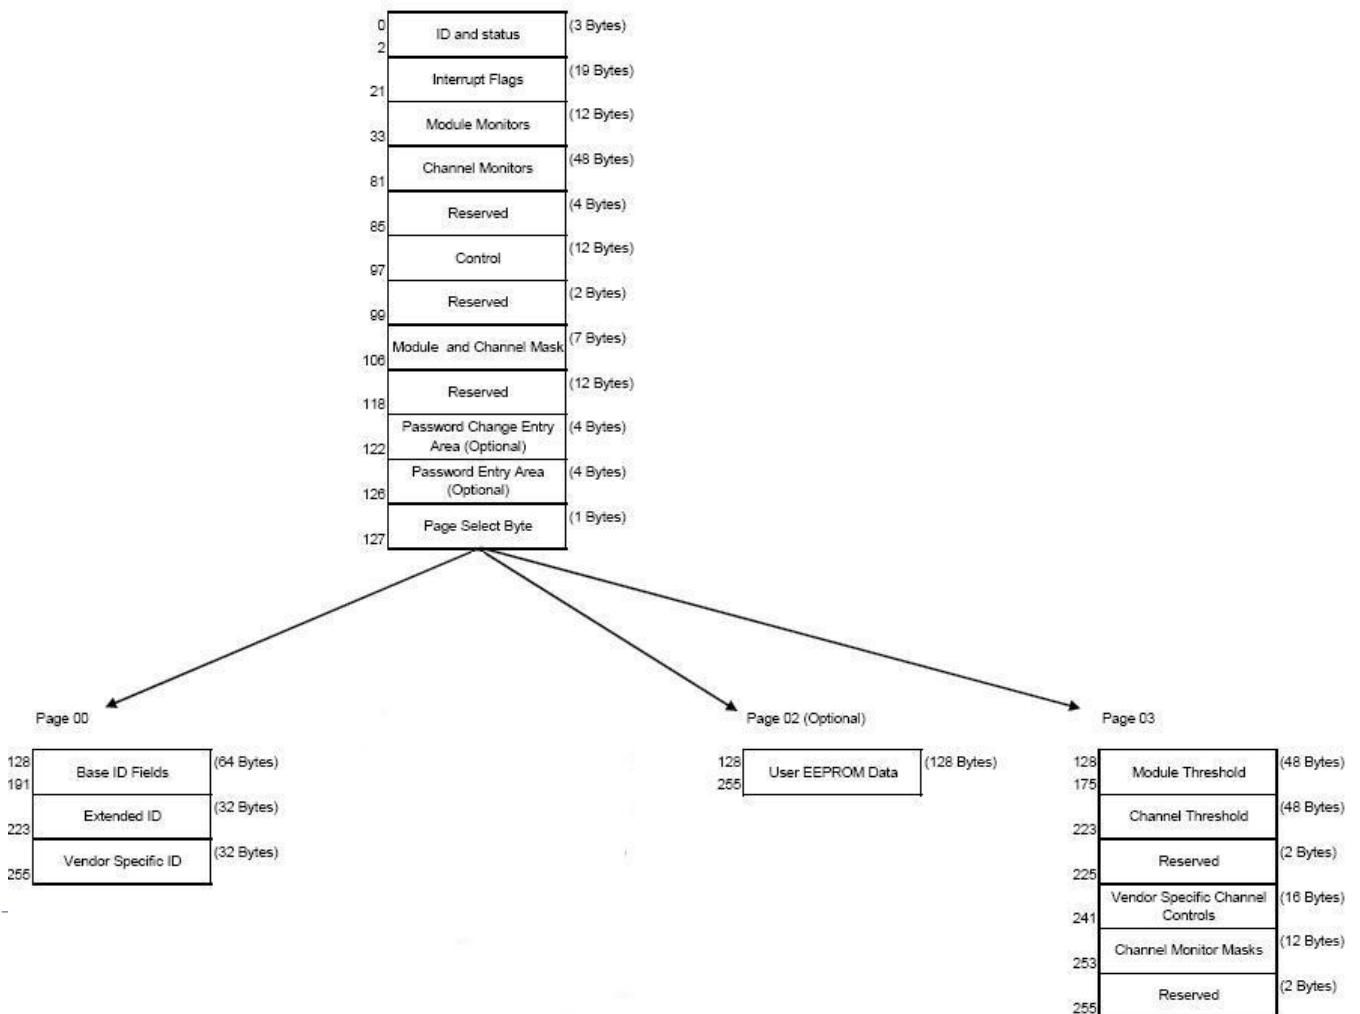 0
ID and status
(3 Bytes)
2
Interrupt Flags
(19 Bytes)
21
Module Monitors
(12 Bytes)
33
Channel Monitors
(48 Bytes)
81
Reserved
(4 Bytes)
85
Control
(12 Bytes)
97
Reserved
(2 Bytes)
99
Module and Channel Mask
(7 Bytes)
106
Reserved
(12 Bytes)
118
Password Change Entry
Area (Optional)
(4 Bytes)
122
Password Entry Area
(Optional)
(4 Bytes)
126
Page Select Byte
(1 Bytes)
127
Page 00
128
Base ID Fields
(64 Bytes)
191
Extended ID
(32 Bytes)
223
Vendor Specific ID
(32 Bytes)
255
Page 02 (Optional)
128
User EEPROM Data
(128 Bytes)
255
Page 03
128
Module Threshold
(48 Bytes)
175
Channel Threshold
(48 Bytes)
223
Reserved
(2 Bytes)
225
Vendor Specific Channel
Controls
(16 Bytes)
241
Channel Monitor Masks
(12 Bytes)
253
Reserved
(2 Bytes)
255